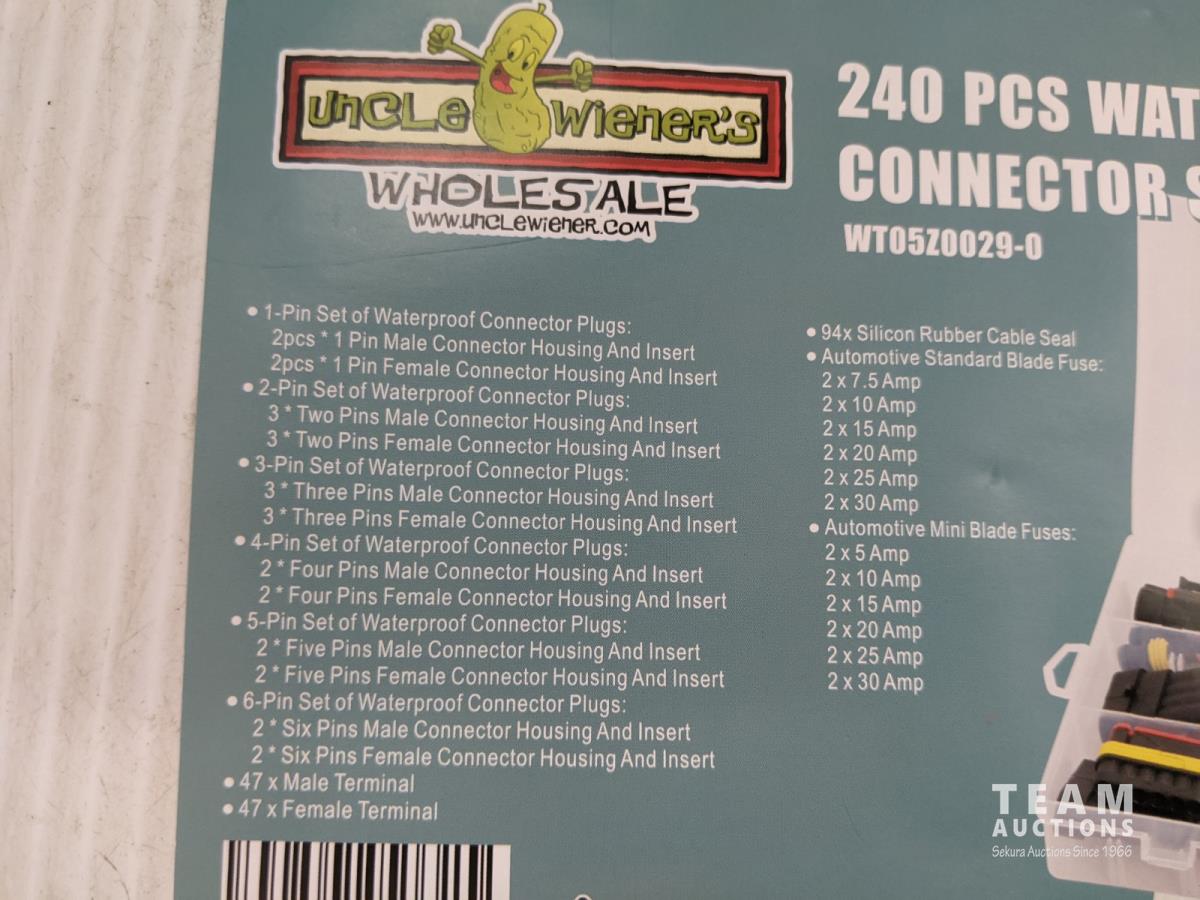 UNCLE WIENER'S
WHOLESALE
WWW.UNCLEWIENER.COM
240 PCS WAT
CONNECTOR S
WT05Z0029-0
• 1-Pin Set of Waterproof Connector Plugs:
2pcs * 1 Pin Male Connector Housing And Insert
2pcs * 1 Pin Female Connector Housing And Insert
• 2-Pin Set of Waterproof Connector Plugs:
3 * Two Pins Male Connector Housing And Insert
3 * Two Pins Female Connector Housing And Insert
• 3-Pin Set of Waterproof Connector Plugs:
3 * Three Pins Male Connector Housing And Insert
3 * Three Pins Female Connector Housing And Insert
• 4-Pin Set of Waterproof Connector Plugs:
2 * Four Pins Male Connector Housing And Insert
2 * Four Pins Female Connector Housing And Insert
• 5-Pin Set of Waterproof Connector Plugs:
2 * Five Pins Male Connector Housing And Insert
2 * Five Pins Female Connector Housing And Insert
• 6-Pin Set of Waterproof Connector Plugs:
2 * Six Pins Male Connector Housing And Insert
2 * Six Pins Female Connector Housing And Insert
• 47 x Male Terminal
• 47 x Female Terminal
• 94x Silicon Rubber Cable Seal
• Automotive Standard Blade Fuse:
2 x 7.5 Amp
2 x 10 Amp
2 x 15 Amp
2 x 20 Amp
2 x 25 Amp
2 x 30 Amp
• Automotive Mini Blade Fuses:
2 x 5 Amp
2 x 10 Amp
2 x 15 Amp
2 x 20 Amp
2 x 25 Amp
2 x 30 Amp
TEAM
AUCTIONS
Sekura Auctions Since 1966